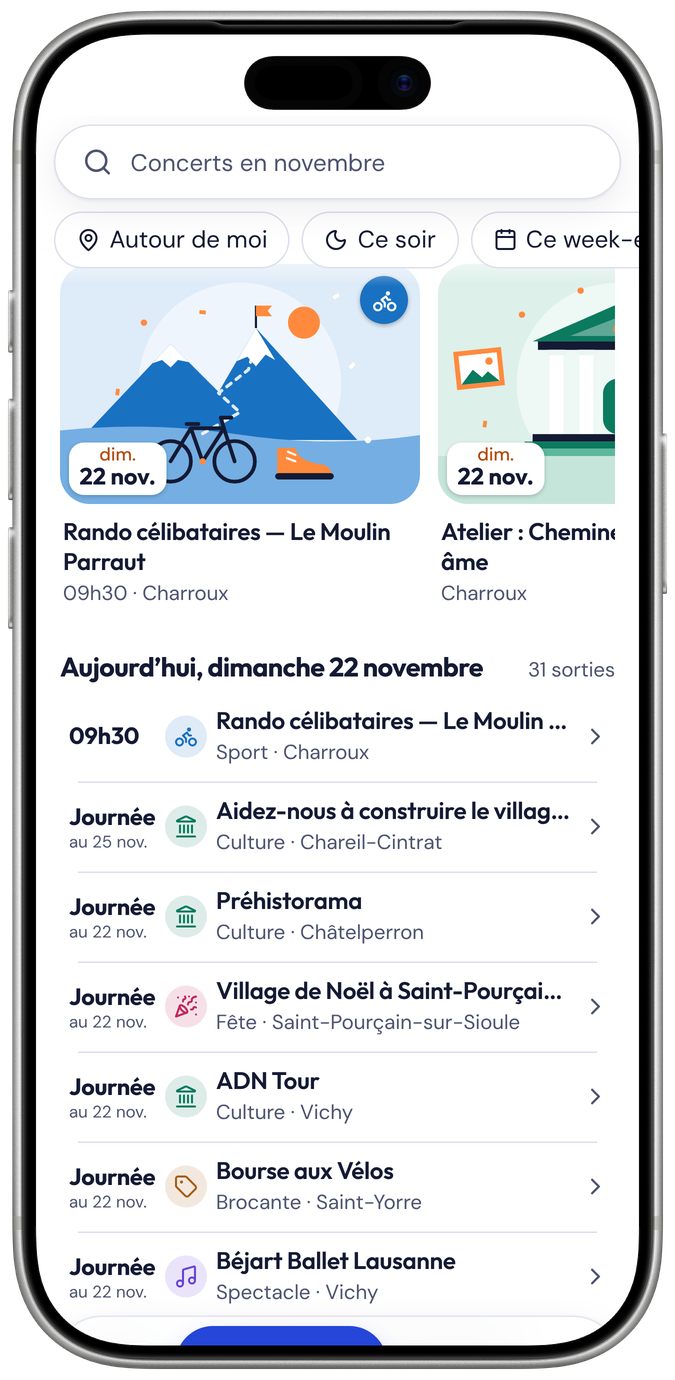 Concerts en novembre
Autour de moi
Ce soir
Ce week-e
dim.
22 nov.
Rando célibataires — Le Moulin
Parraut
09h30 · Charroux
dim.
22 nov.
Atelier : Chemine
âme
Charroux
Aujourd’hui, dimanche 22 novembre
31 sorties
09h30
Rando célibataires — Le Moulin ...
Sport · Charroux
Journée
au 25 nov.
Aidez-nous à construire le villag...
Culture · Chareil-Cintrat
Journée
au 22 nov.
Préhistorama
Culture · Châtelperron
Journée
au 22 nov.
Village de Noël à Saint-Pourçai...
Fête · Saint-Pourçain-sur-Sioule
Journée
au 22 nov.
ADN Tour
Culture · Vichy
Journée
au 22 nov.
Bourse aux Vélos
Brocante · Saint-Yorre
Journée
au 22 nov.
Béjart Ballet Lausanne
Spectacle · Vichy